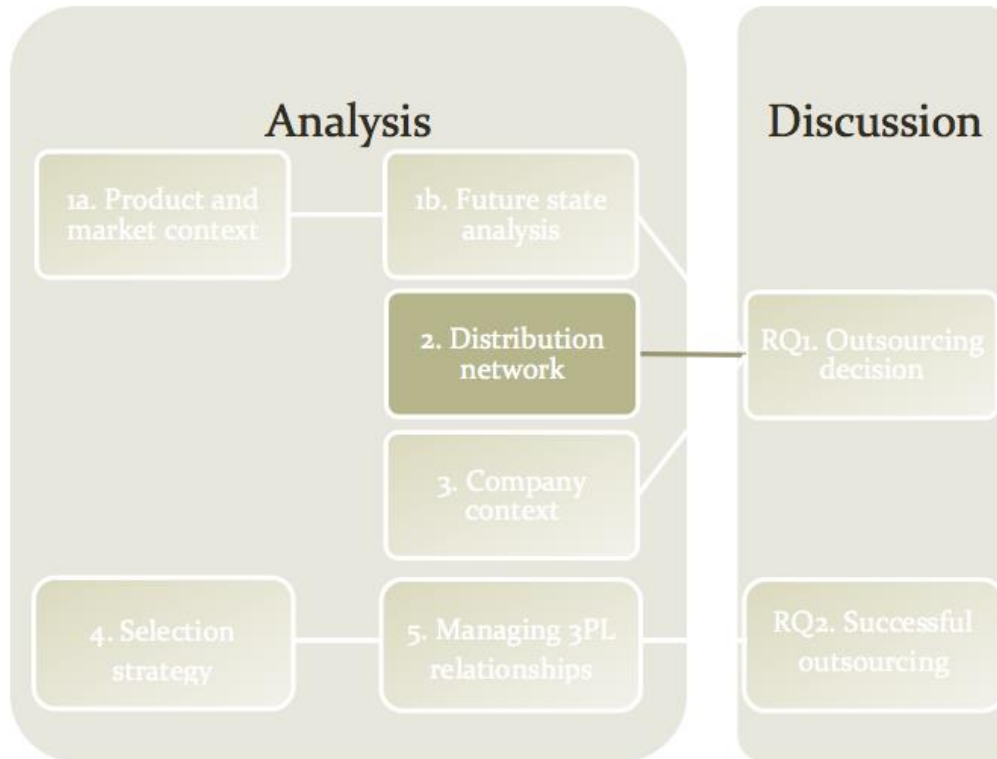 Analysis
Discussion
1a. Product and
market context
1b. Future state
analysis
2. Distribution
network
RQ1. Outsourcing
decision
3. Company
context
4. Selection
strategy
5. Managing 3PL
relationships
RQ2. Successful
outsourcing